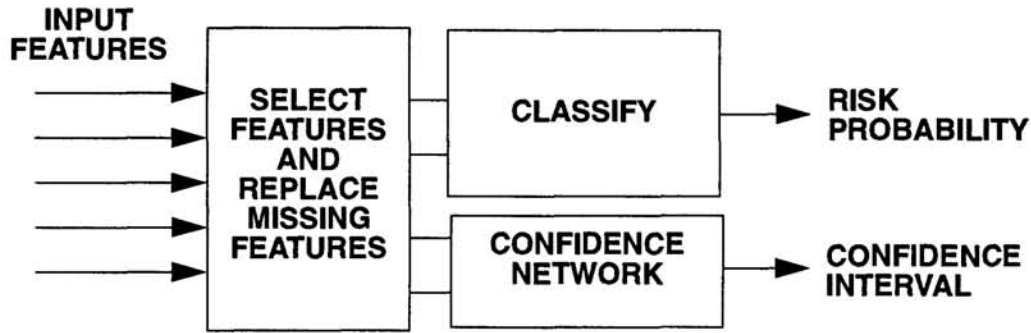 INPUT
FEATURES
SELECT
FEATURES
AND
REPLACE
MISSING
FEATURES
CLASSIFY
RISK
PROBABILITY
CONFIDENCE
NETWORK
CONFIDENCE
INTERVAL